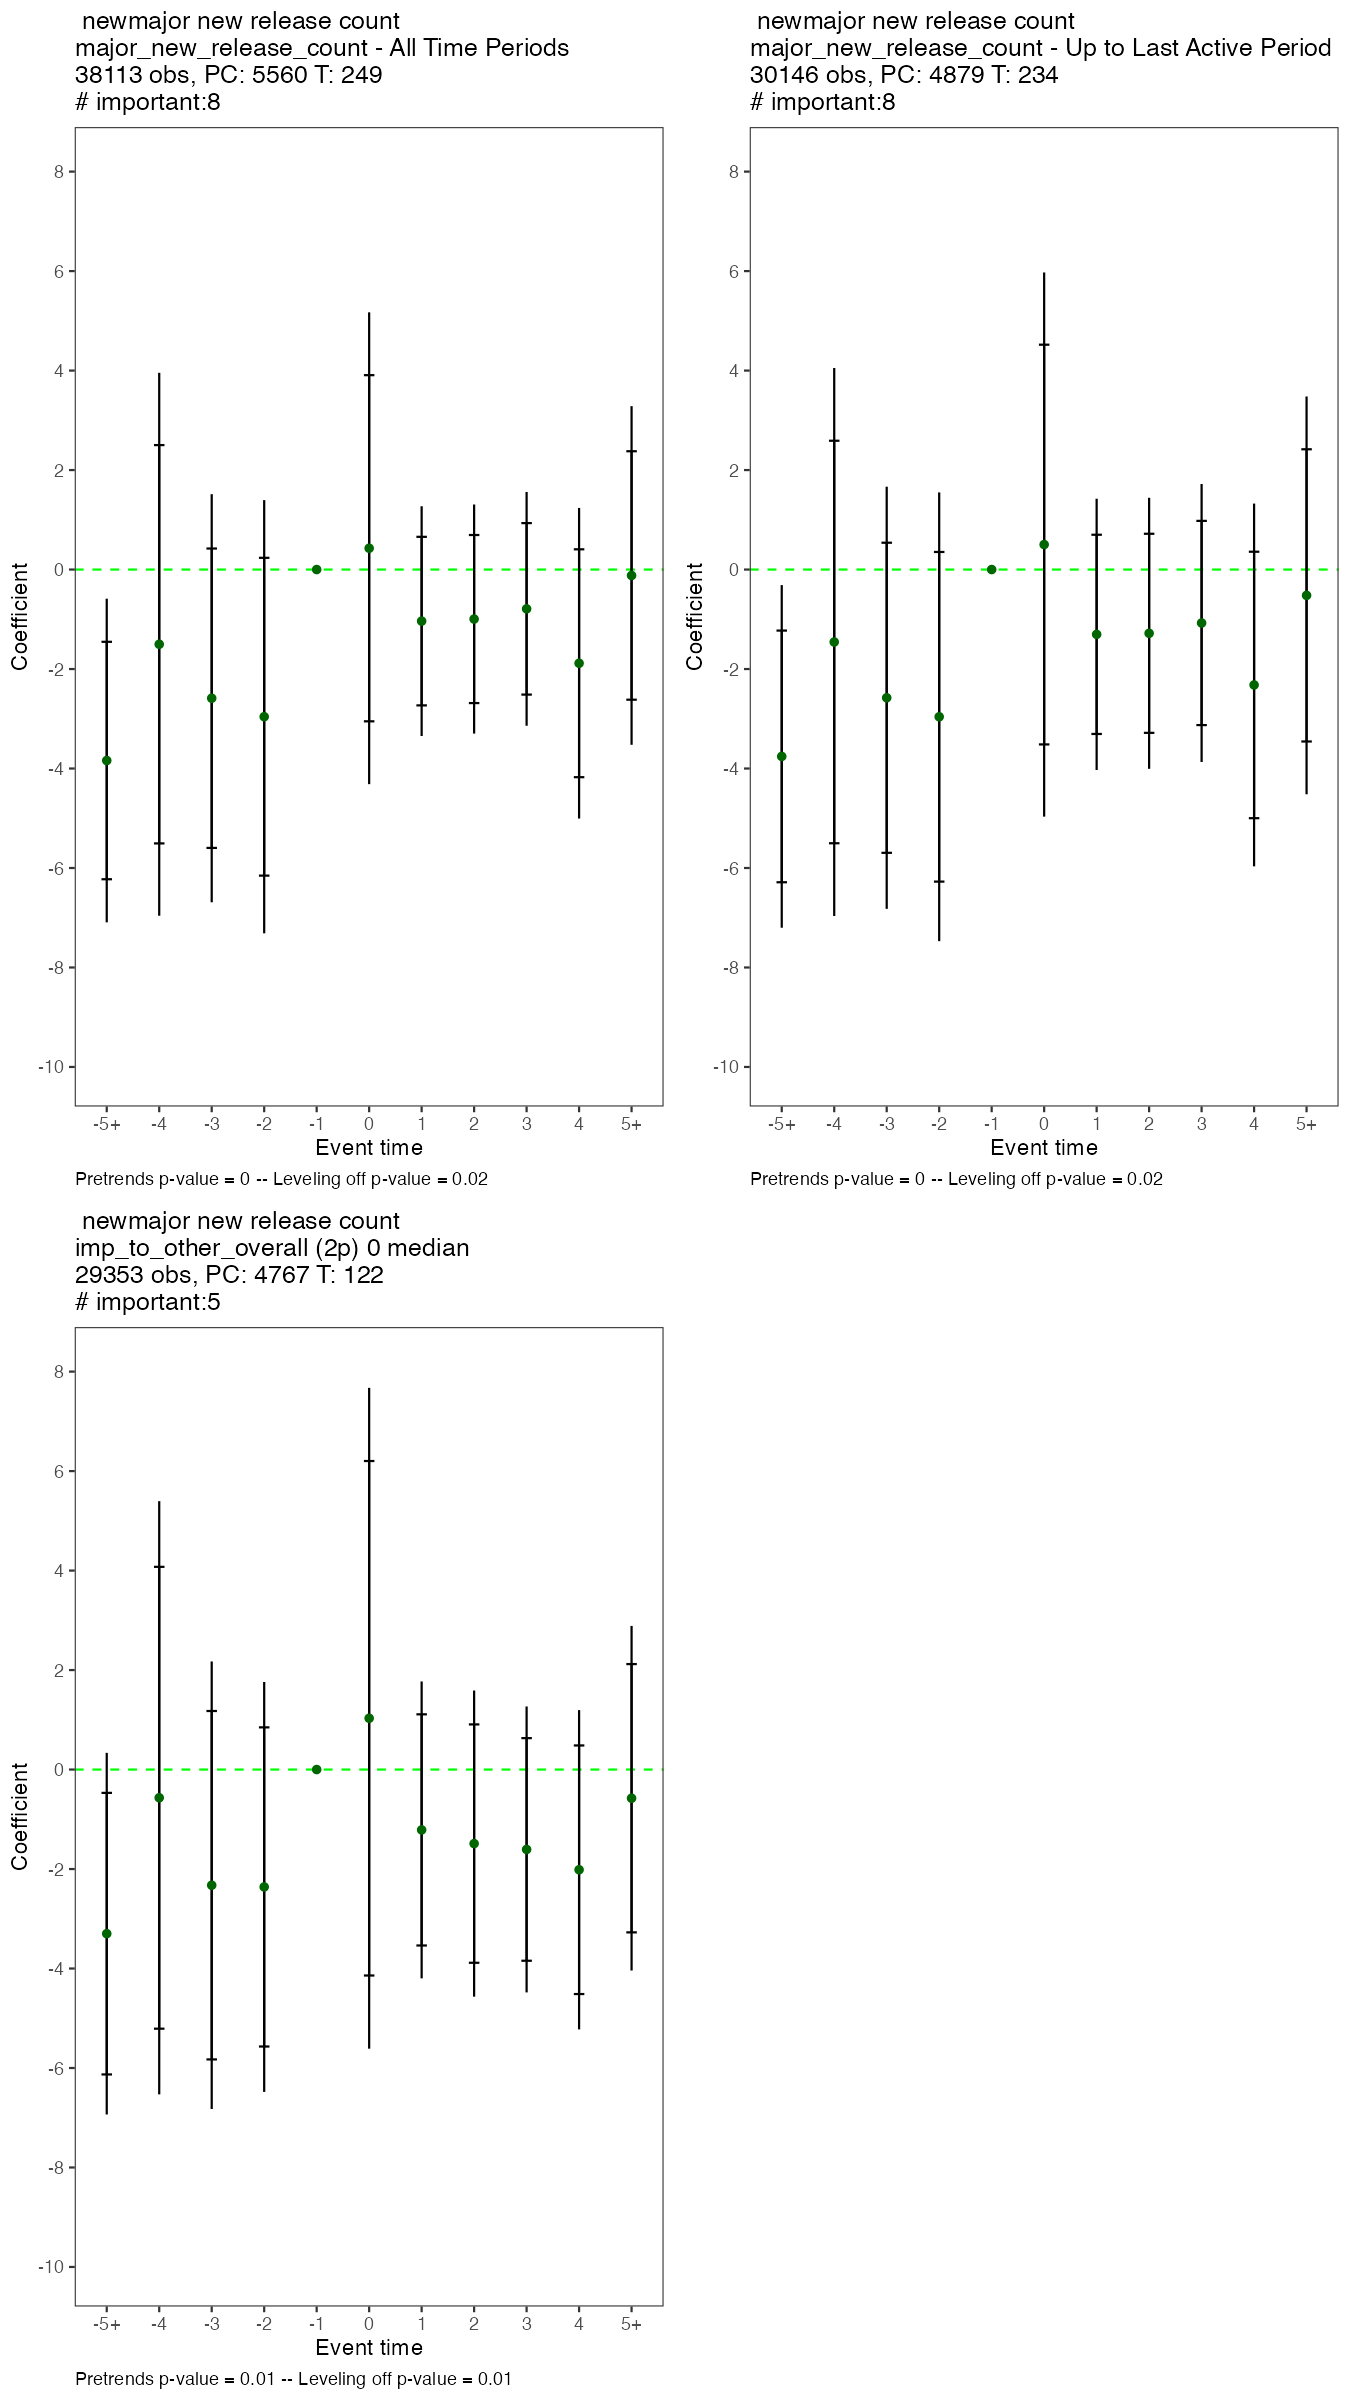 newmajor new release count
major_new_release_count - All Time Periods
38113 obs, PC: 5560 T: 249
# important:8
8
6
4
2
0
-2
-4
-6
-8
-10
Coefficient
-5+ -4 -3 -2 -1 0 1 2 3 4 5+
Event time
Pretrends p-value = 0 -- Leveling off p-value = 0.02
newmajor new release count
major_new_release_count - Up to Last Active Period
30146 obs, PC: 4879 T: 234
# important:8
8
6
4
2
0
-2
-4
-6
-8
-10
Coefficient
-5+ -4 -3 -2 -1 0 1 2 3 4 5+
Event time
Pretrends p-value = 0 -- Leveling off p-value = 0.02
newmajor new release count
imp_to_other_overall (2p) 0 median
29353 obs, PC: 4767 T: 122
# important:5
8
6
4
2
0
-2
-4
-6
-8
-10
Coefficient
-5+ -4 -3 -2 -1 0 1 2 3 4 5+
Event time
Pretrends p-value = 0.01 -- Leveling off p-value = 0.01